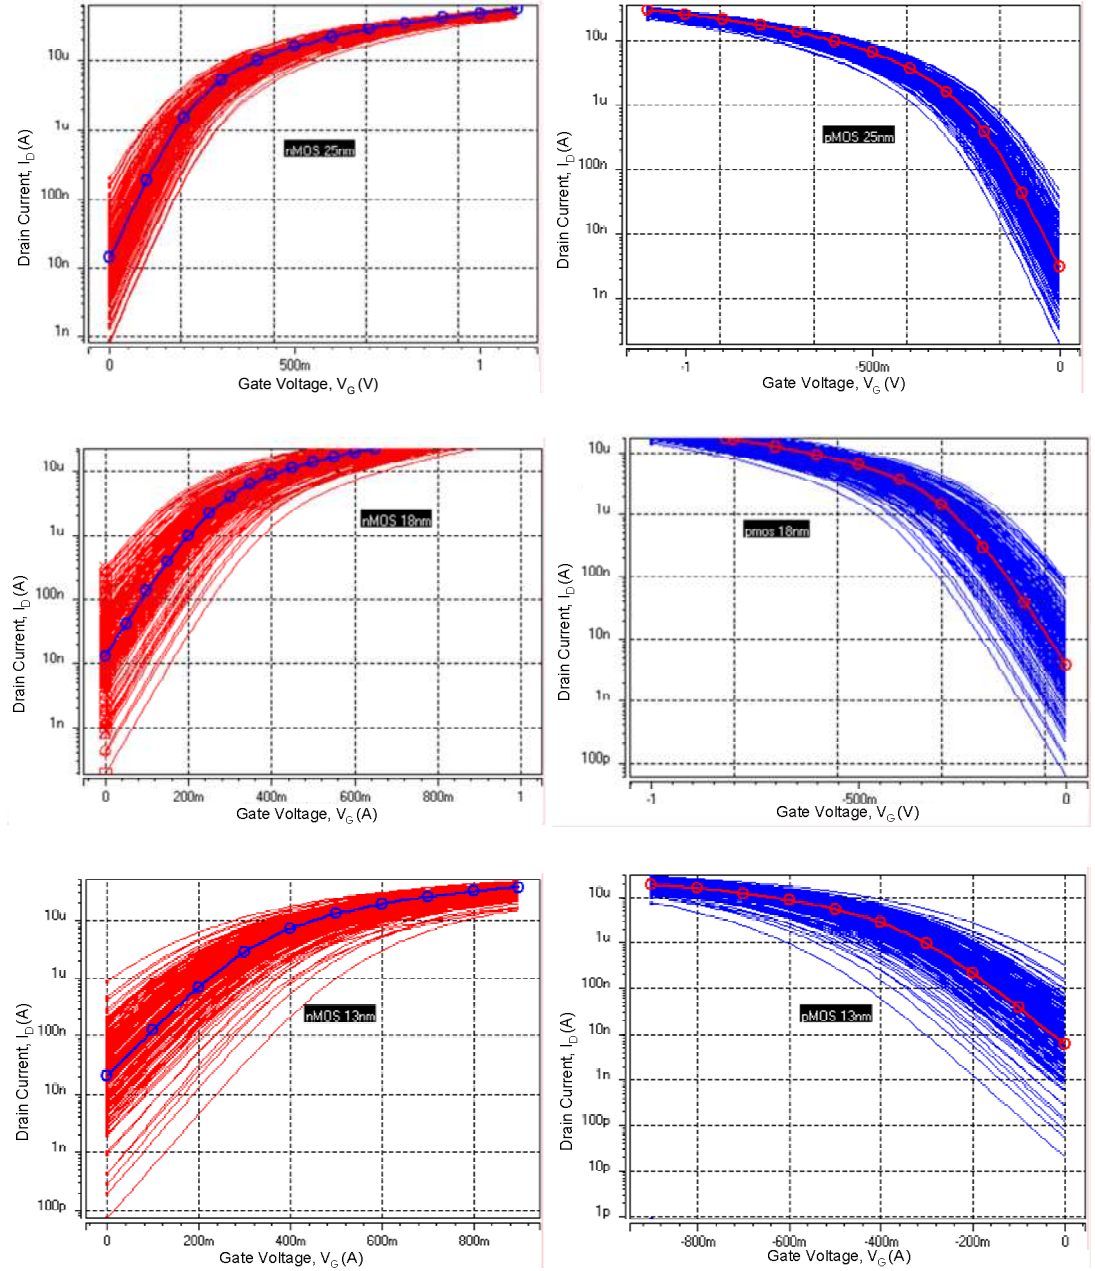 10u
1u
100n
10n
1n
Drain Current, ID (A)
nMOS 25nm
0
500m
1
Gate Voltage, VG (V)
10u
1u
100n
10n
1n
Drain Current, ID (A)
pMOS 25nm
-1
-500m
0
Gate Voltage, VG (V)
10u
1u
100n
10n
1n
Drain Current, ID (A)
nMOS 18nm
0
200m
400m
600m
800m
1
Gate Voltage, VG (A)
10u
1u
100n
10n
1n
100p
Drain Current, ID (A)
pmos 18nm
-1
-500m
0
Gate Voltage, VG (V)
10u
1u
100n
10n
1n
100p
Drain Current, ID (A)
nMOS 13nm
0
200m
400m
600m
800m
Gate Voltage, VG (A)
10u
1u
100n
10n
1n
100p
10p
1p
Drain Current, ID (A)
pMOS 13nm
-800m
-600m
-400m
-200m
0
Gate Voltage, VG (A)